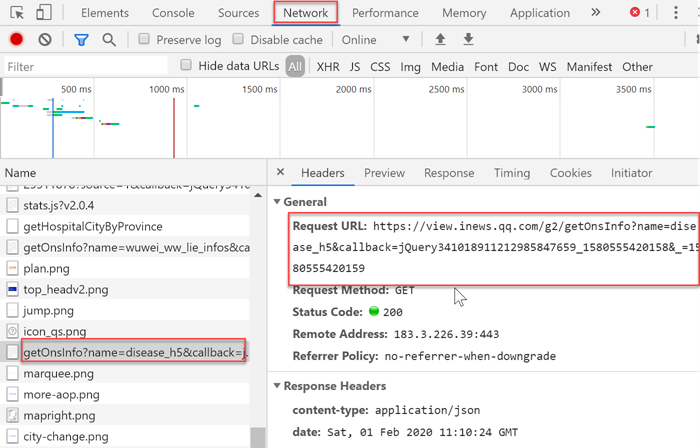 Elements Console Sources Network Performance Memory Application » 1
Preserve log Disable cache Online
Filter Hide data URLs All XHR JS CSS Img Media Font Doc WS Manifest Other
500 ms 1000 ms 1500 ms 2000 ms 2500 ms 3000 ms 3500 ms
Name
stats.js?v2.0.4
getHospitalCityByProvince
getOnsInfo?name=wuwei_ww_lie_infos&ca
plan.png
top_headv2.png
jump.png
icon_qs.png
getOnsInfo?name=disease_h5&callback=j
marquee.png
more-aop.png
mapright.png
city-change.png
× Headers Preview Response Timing Cookies Initiator
General
Request URL: https://view.inews.qq.com/g2/getOnsInfo?name=dise
ase_h5&callback=jQuery341018911212985847659_1580555420158&_=15
80555420159
Request Method: GET
Status Code: 200
Remote Address: 183.3.226.39:443
Referrer Policy: no-referrer-when-downgrade
Response Headers
content-type: application/json
date: Sat, 01 Feb 2020 11:10:24 GMT